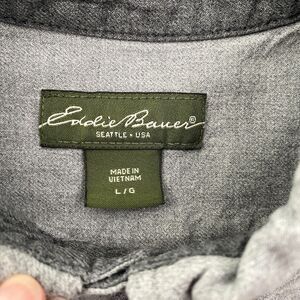 Eddie Bauer®
SEATTLE • USA
MADE IN
VIETNAM
L / G